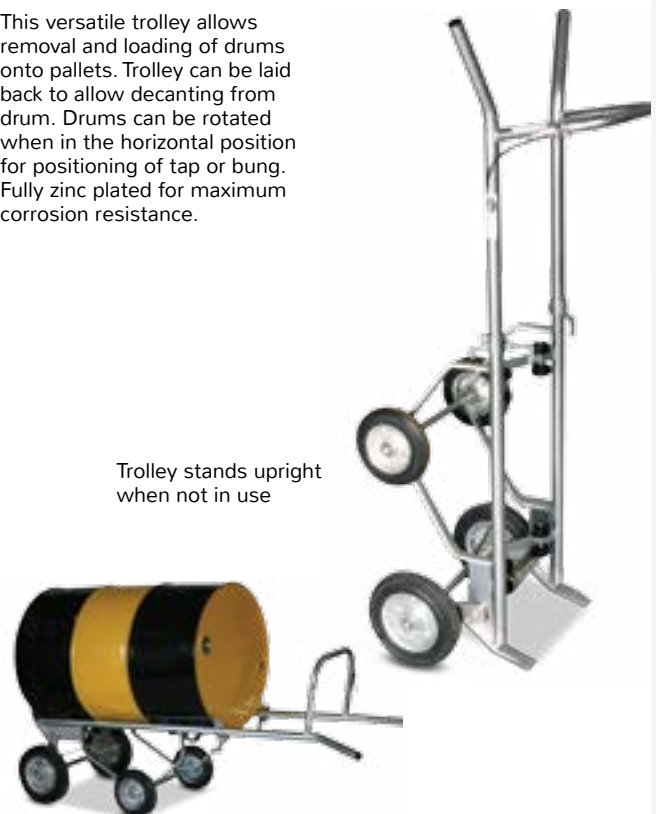 This versatile trolley allows
removal and loading of drums
onto pallets. Trolley can be laid
back to allow decanting from
drum. Drums can be rotated
when in the horizontal position
for positioning of tap or bung.
Fully zinc plated for maximum
corrosion resistance.
Trolley stands upright
when not in use